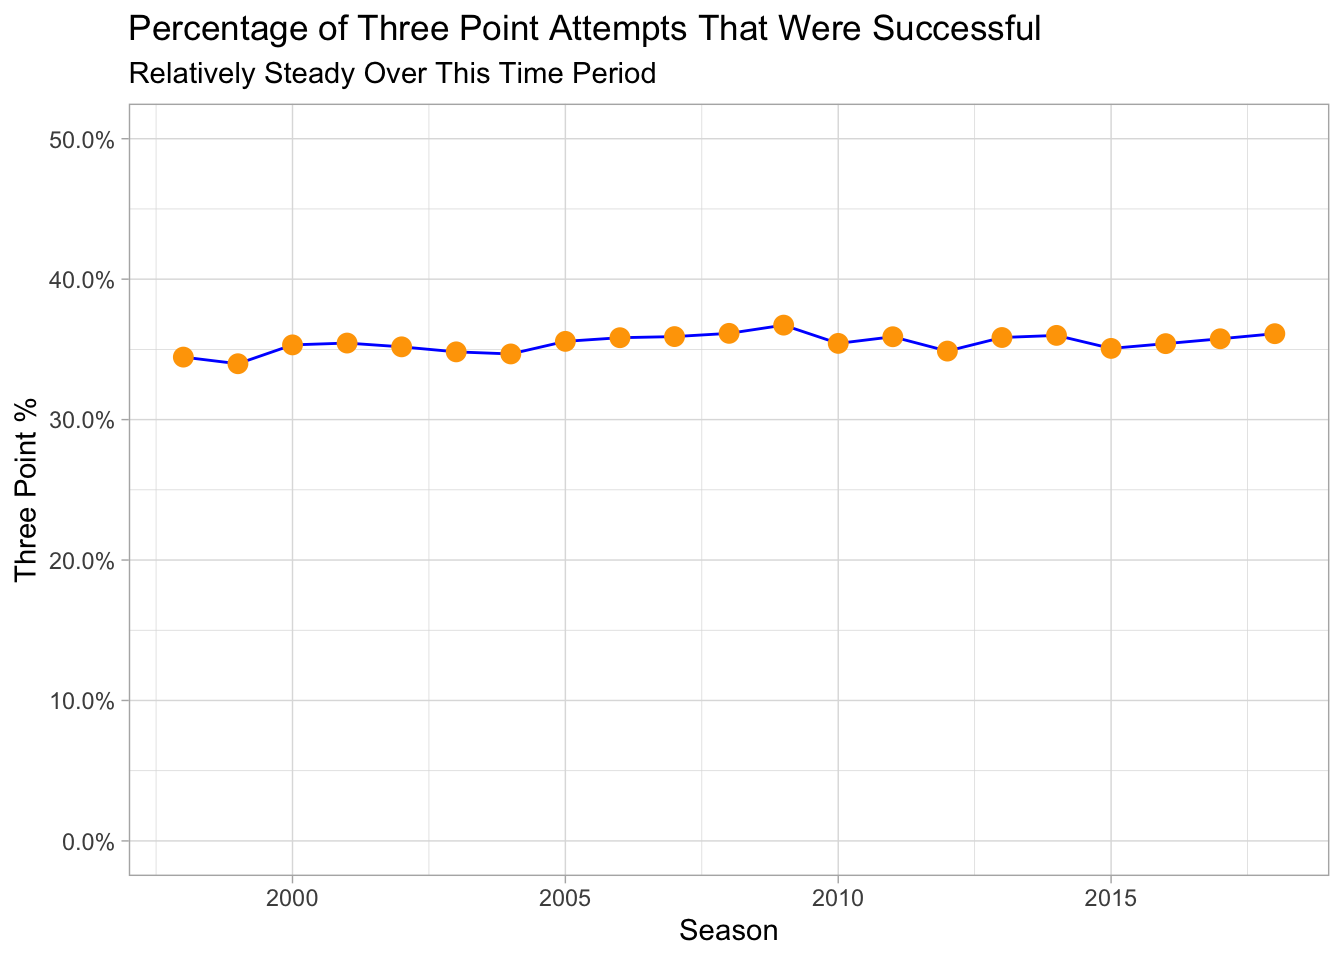 Percentage of Three Point Attempts That Were Successful
Relatively Steady Over This Time Period
50.0%
40.0%
30.0%
20.0%
10.0%
0.0%
Three Point %
2000 2005 2010 2015
Season